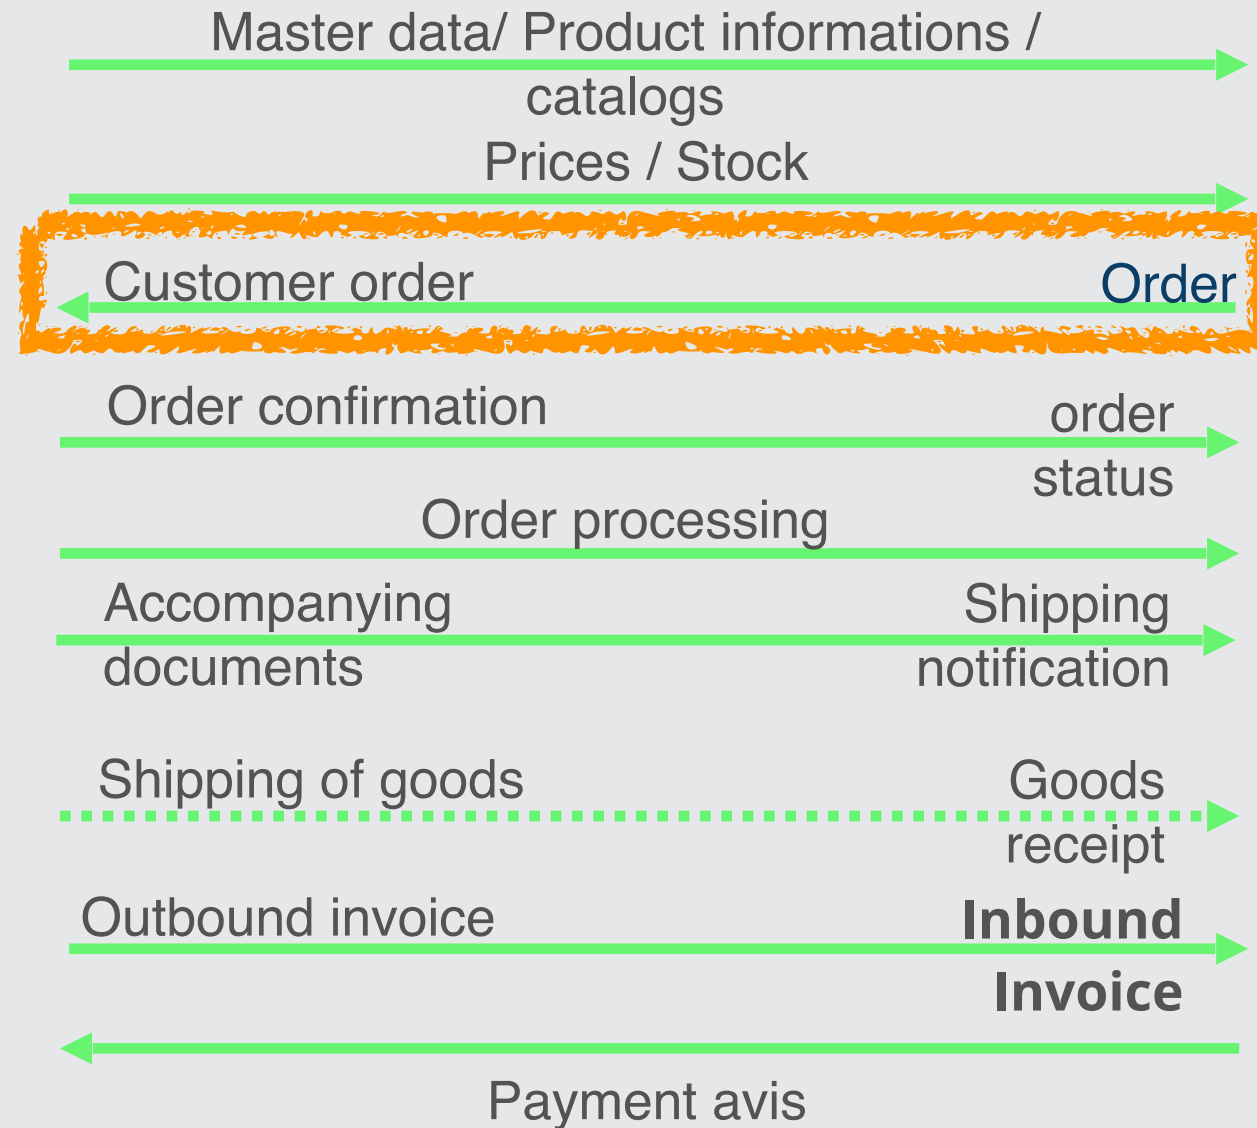 Master data/ Product informations /
catalogs
Prices / Stock
Customer order
Order
Order confirmation
order
status
Order processing
Accompanying
documents
Shipping
notification
Shipping of goods
Goods
receipt
Outbound invoice
Inbound
Invoice
Payment avis